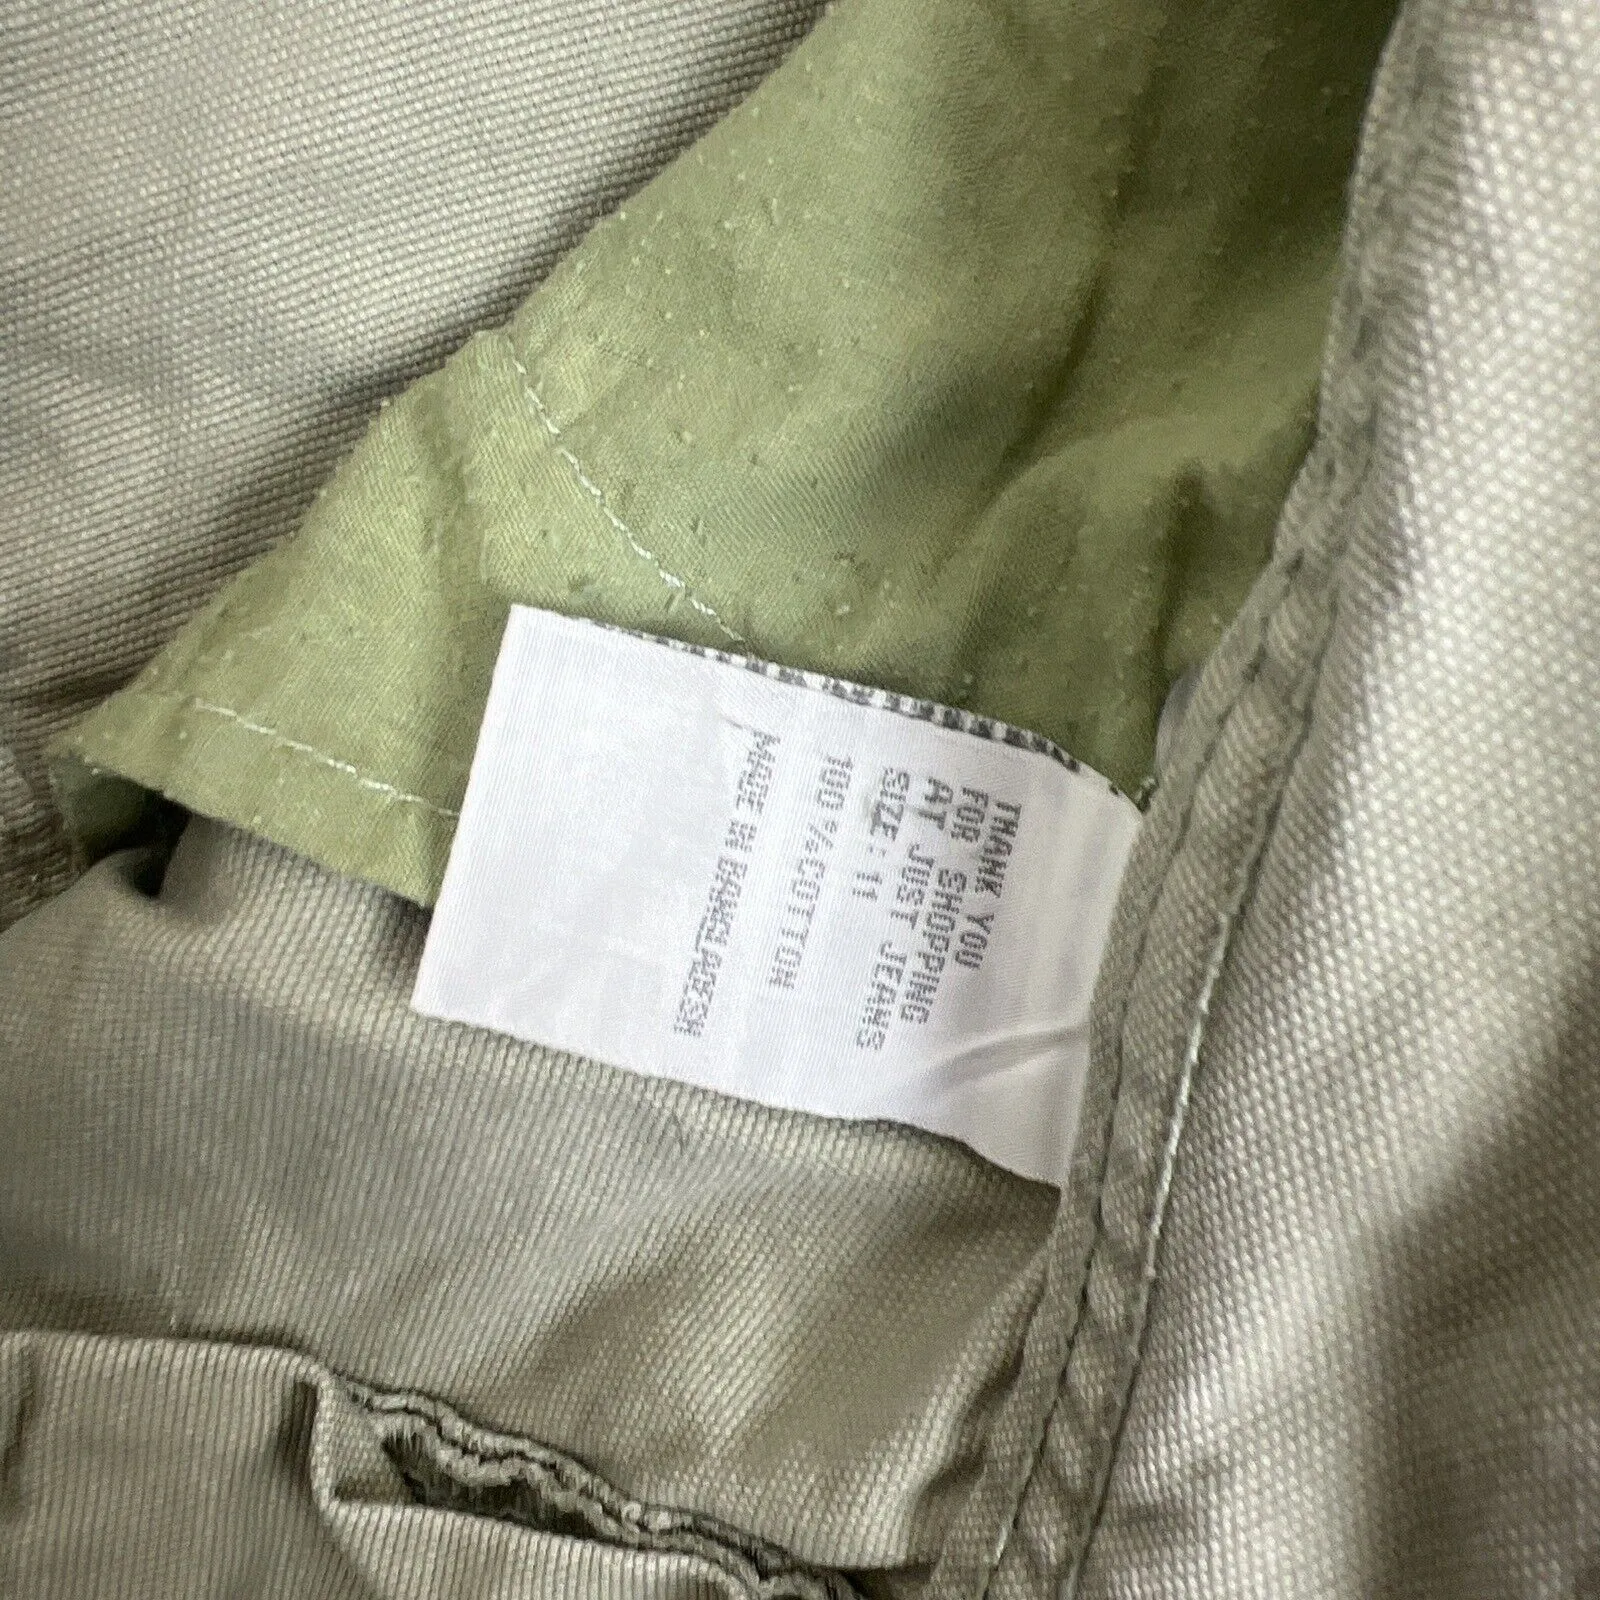 THANK YOU
FOR SHOPPING
AT JUST JEANS
SIZE: 11
100%COTTON
MADE IN BANGLADESH